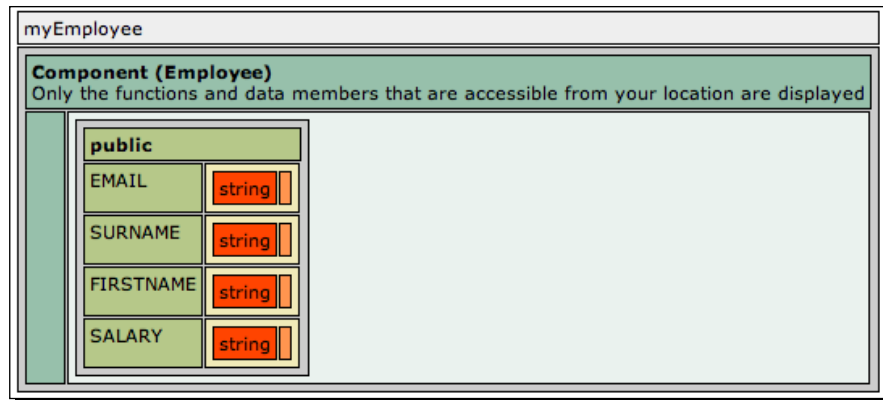 myEmployee
Component (Employee)
Only the functions and data members that are accessible from your location are displayed
public
EMAIL string
SURNAME string
FIRSTNAME string
SALARY string